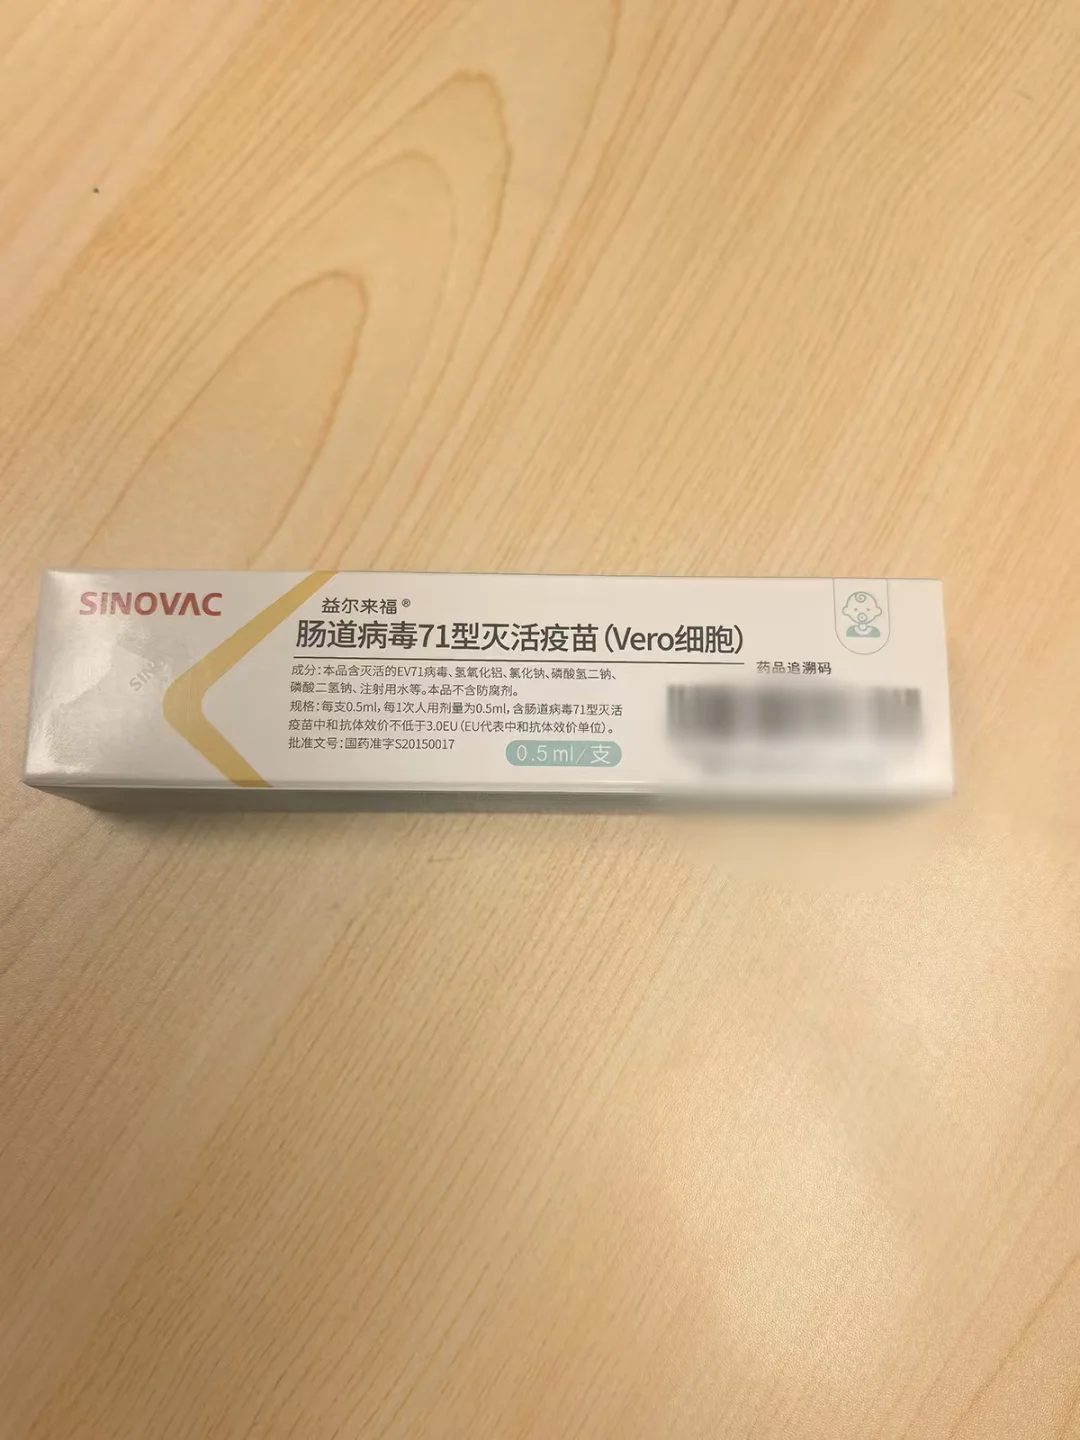 SINOVAC
益尔来福®
肠道病毒71型灭活疫苗(Vero细胞)
药品追溯码
成分:本品含灭活的EV71病毒、氢氧化铝、氯化钠、磷酸氢二钠、
磷酸二氢钠、注射用水等。本品不含防腐剂。
规格:每支0.5ml,每1次人用剂量为0.5ml,含肠道病毒71型灭活
疫苗中和抗体效价不低于3.0EU(EU代表中和抗体效价单位)。
批准文号:国药准字S20150017
0.5ml/支